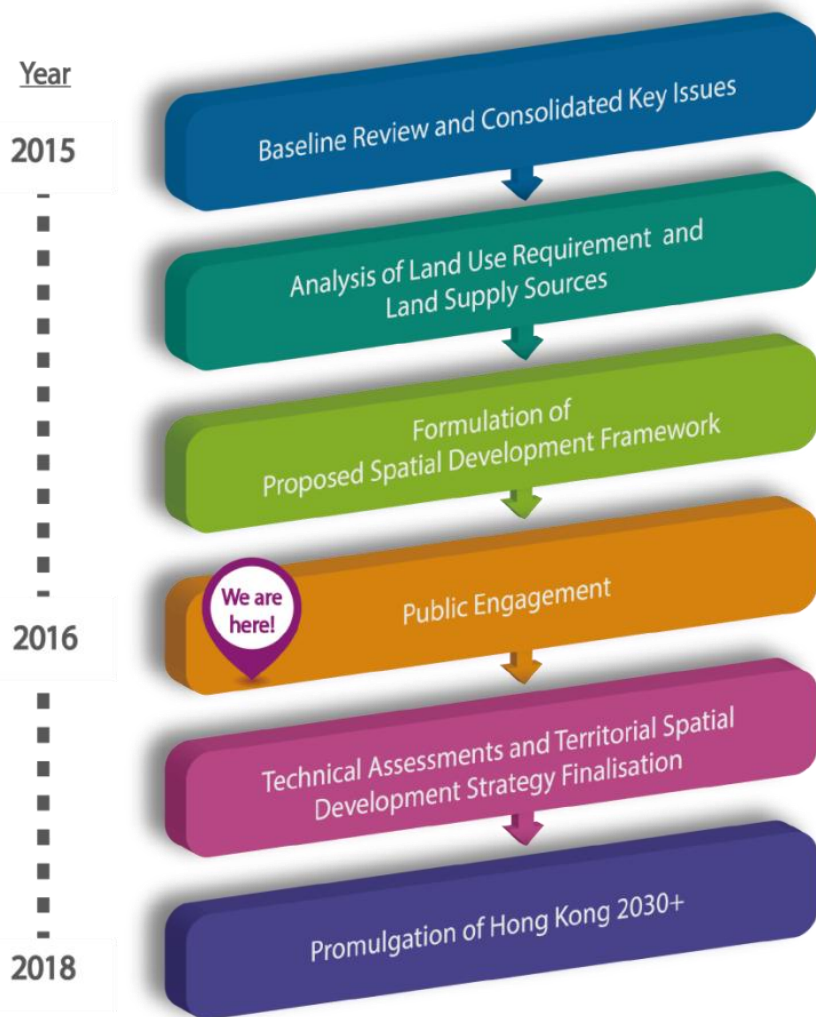 Year
2015
Baseline Review and Consolidated Key Issues
Analysis of Land Use Requirement and
Land Supply Sources
Formulation of
Proposed Spatial Development Framework
2016
We are
here!
Public Engagement
Technical Assessments and Territorial Spatial
Development Strategy Finalisation
2018
Promulgation of Hong Kong 2030+